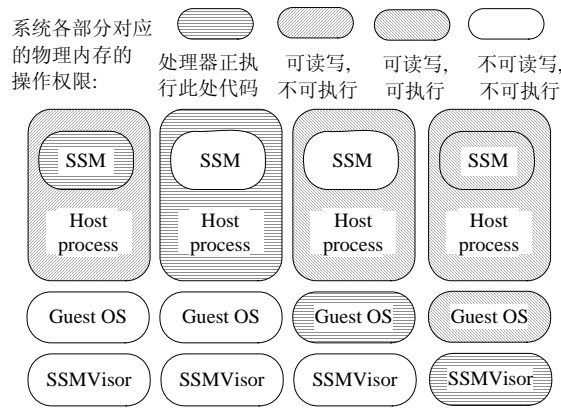 系统各部分对应
的物理内存的
操作权限:
处理器正执
行此处代码
可读写,
不可执行
可读写,
可执行
不可读写,
不可执行
SSM
SSM
SSM
SSM
Host
process
Host
process
Host
process
Host
process
Guest OS
Guest OS
Guest OS
Guest OS
SSMVisor
SSMVisor
SSMVisor
SSMVisor